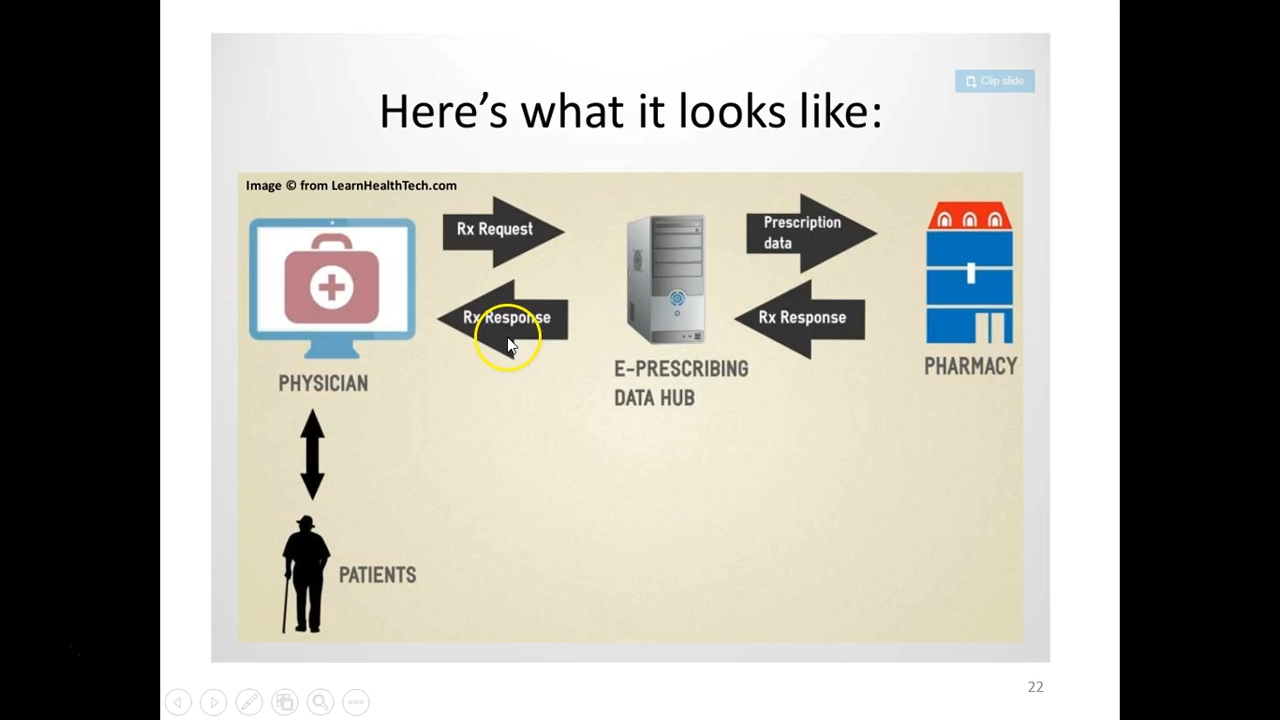 Clip slide
Here's what it looks like:
Image © from LearnHealthTech.com
Rx Request
Prescription
data
Rx Response
Rx Response
E-PRESCRIBING
DATA HUB
PHARMACY
PHYSICIAN
PATIENTS
22